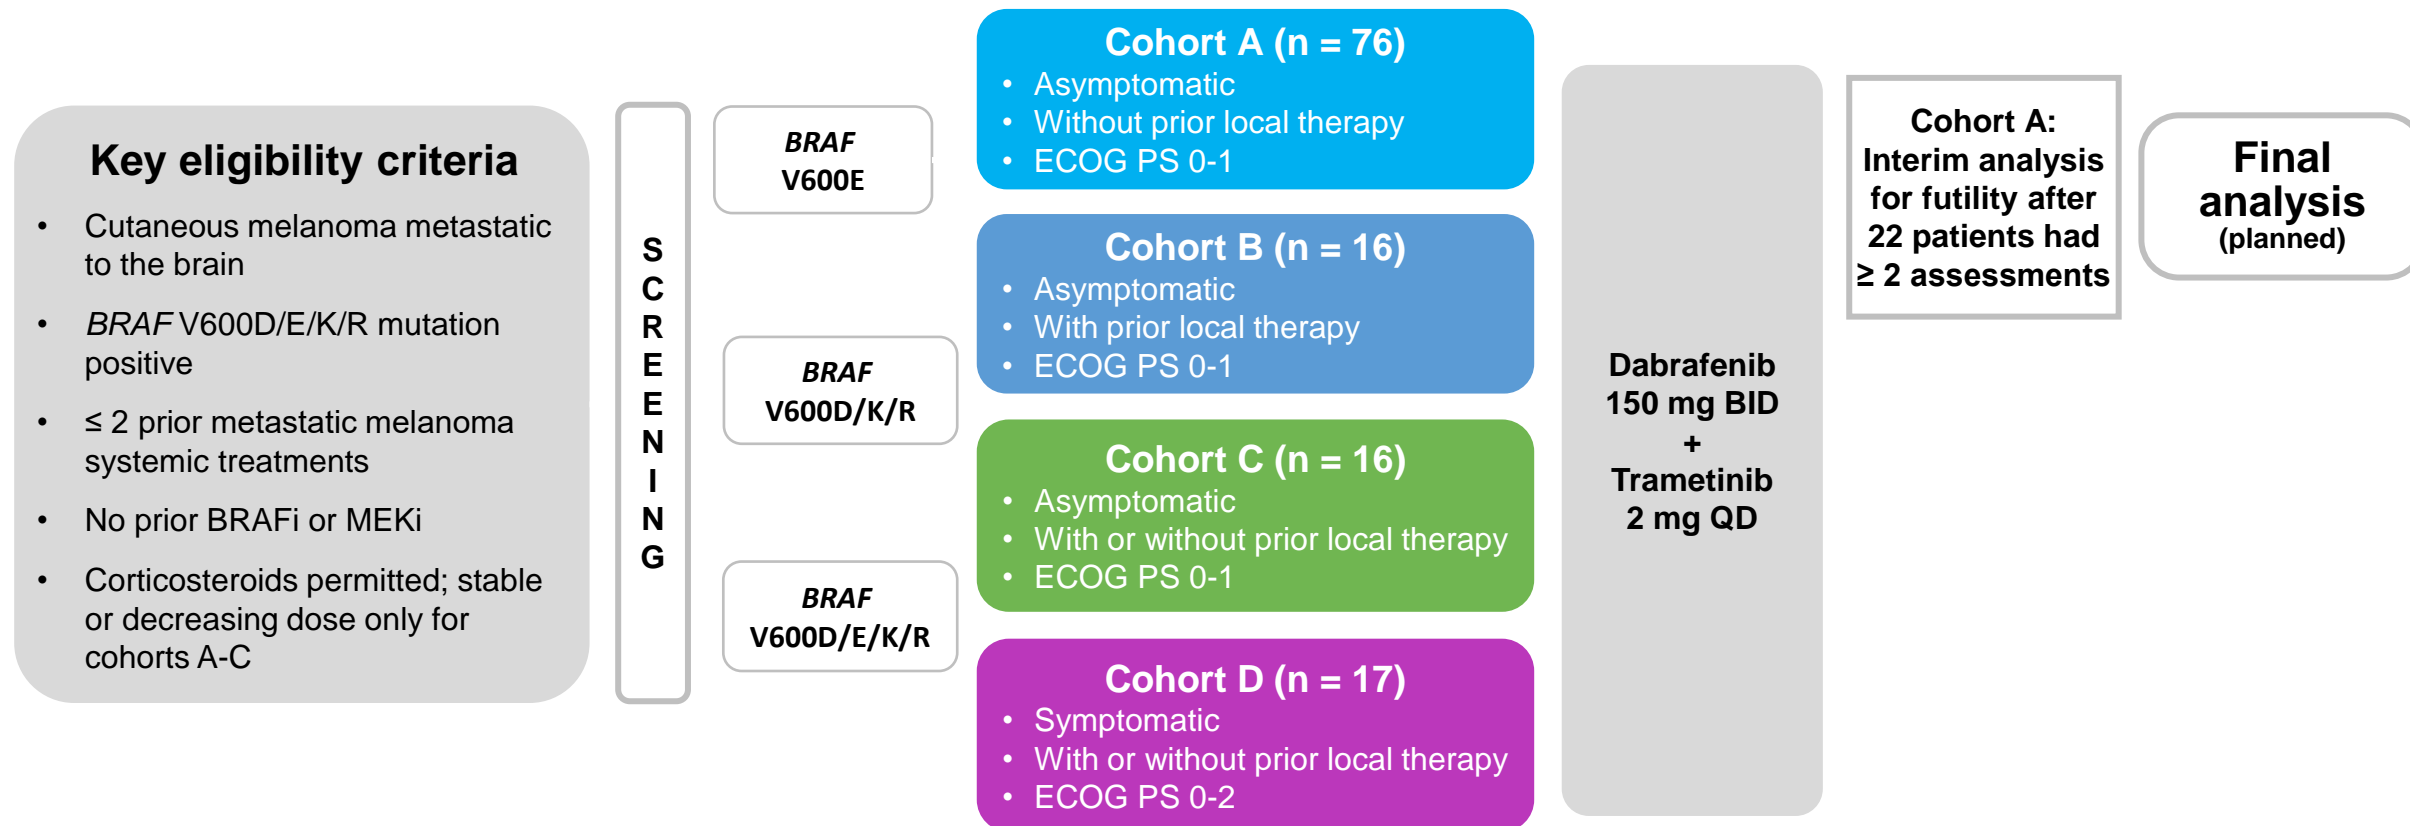 Key eligibility criteria
• Cutaneous melanoma metastatic
to the brain
• BRAF V600D/E/K/R mutation
positive
• ≤ 2 prior metastatic melanoma
systemic treatments
• No prior BRAFi or MEKi
• Corticosteroids permitted; stable
or decreasing dose only for
cohorts A-C
S
C
R
E
E
N
I
N
G
BRAF
V600E
BRAF
V600D/K/R
BRAF
V600D/E/K/R
Cohort A (n = 76)
• Asymptomatic
• Without prior local therapy
• ECOG PS 0-1
Cohort B (n = 16)
• Asymptomatic
• With prior local therapy
• ECOG PS 0-1
Cohort C (n = 16)
• Asymptomatic
• With or without prior local therapy
• ECOG PS 0-1
Cohort D (n = 17)
• Symptomatic
• With or without prior local therapy
• ECOG PS 0-2
Dabrafenib
150 mg BID
+
Trametinib
2 mg QD
Cohort A:
Interim analysis
for futility after
22 patients had
≥ 2 assessments
Final
analysis
(planned)